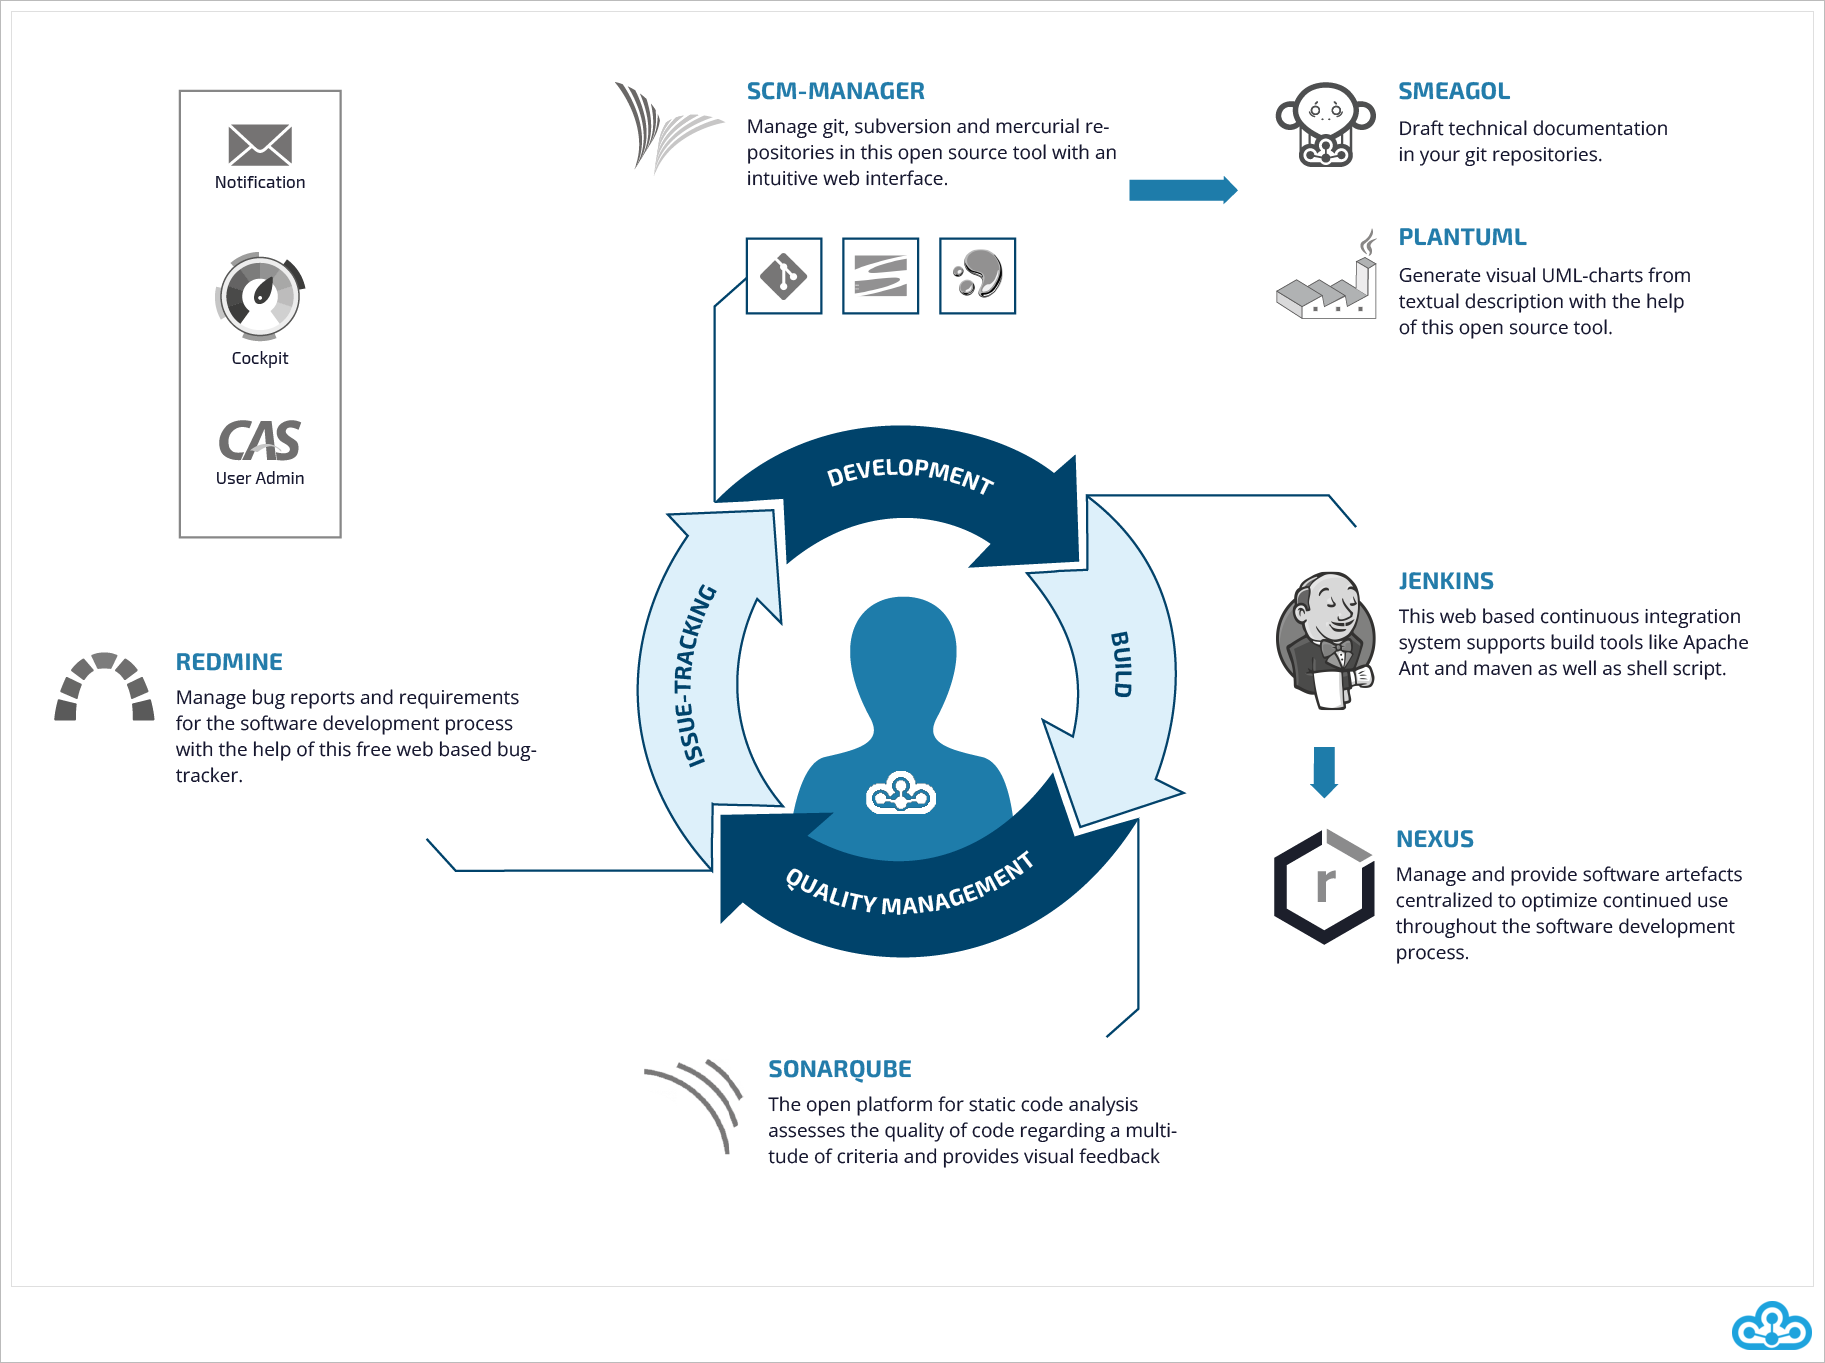 Notification
Cockpit
CAS
User Admin
SCM-MANAGER
Manage git, subversion and mercurial re-
positories in this open source tool with an
intuitive web interface.
SMEAGOL
Draft technical documentation
in your git repositories.
PLANTUML
Generate visual UML-charts from
textual description with the help
of this open source tool.
DEVELOPMENT
BUILD
QUALITY MANAGEMENT
ISSUE-TRACKING
REDMINE
Manage bug reports and requirements
for the software development process
with the help of this free web based bug-
tracker.
JENKINS
This web based continuous integration
system supports build tools like Apache
Ant and maven as well as shell script.
NEXUS
r
Manage and provide software artefacts
centralized to optimize continued use
throughout the software development
process.
SONARQUBE
The open platform for static code analysis
assesses the quality of code regarding a multi-
tude of criteria and provides visual feedback